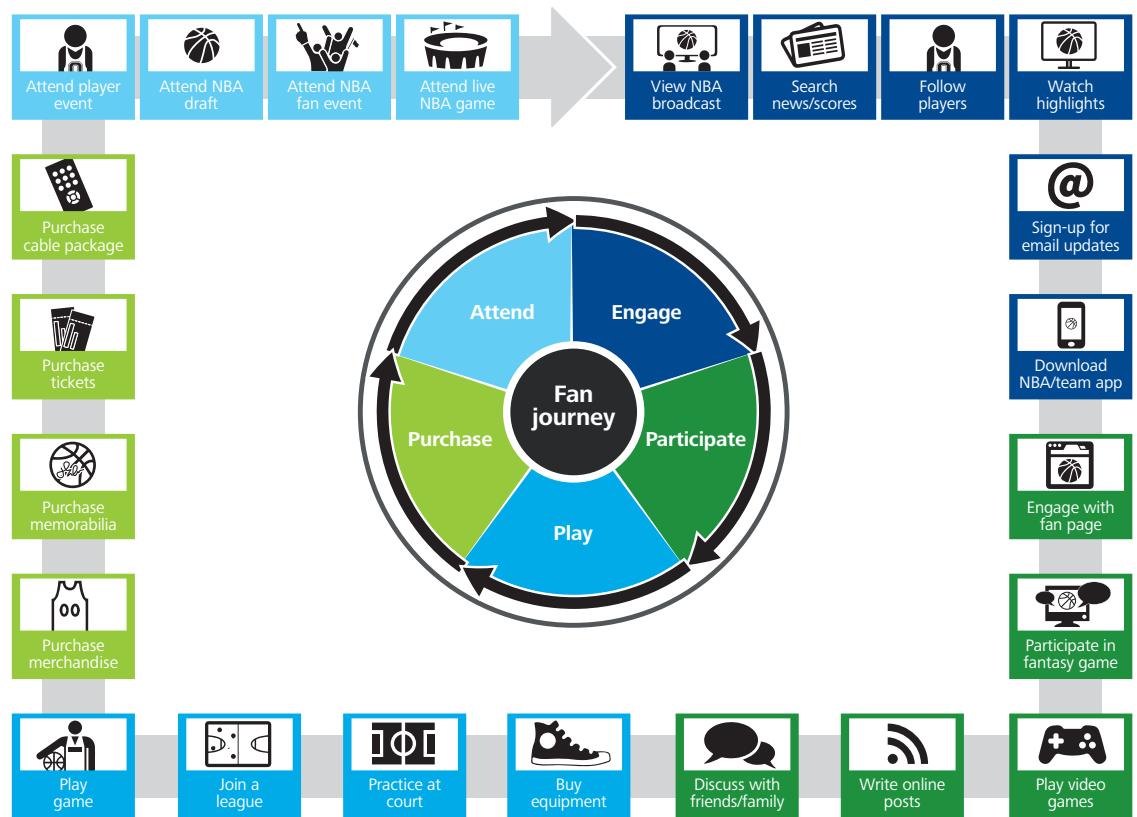 Attend player
event
Attend NBA
draft
Attend NBA
fan event
Attend live
NBA game
View NBA
broadcast
Search
news/scores
Follow
players
Watch
highlights
Purchase
cable package
Sign-up for
email updates
Purchase
tickets
Download
NBA/team app
Purchase
memorabilia
Engage with
fan page
Purchase
merchandise
Participate in
fantasy game
Attend
Engage
Fan
journey
Purchase
Participate
Play
Play
game
Join a
league
Practice at
court
Buy
equipment
Discuss with
friends/family
Write online
posts
Play video
games